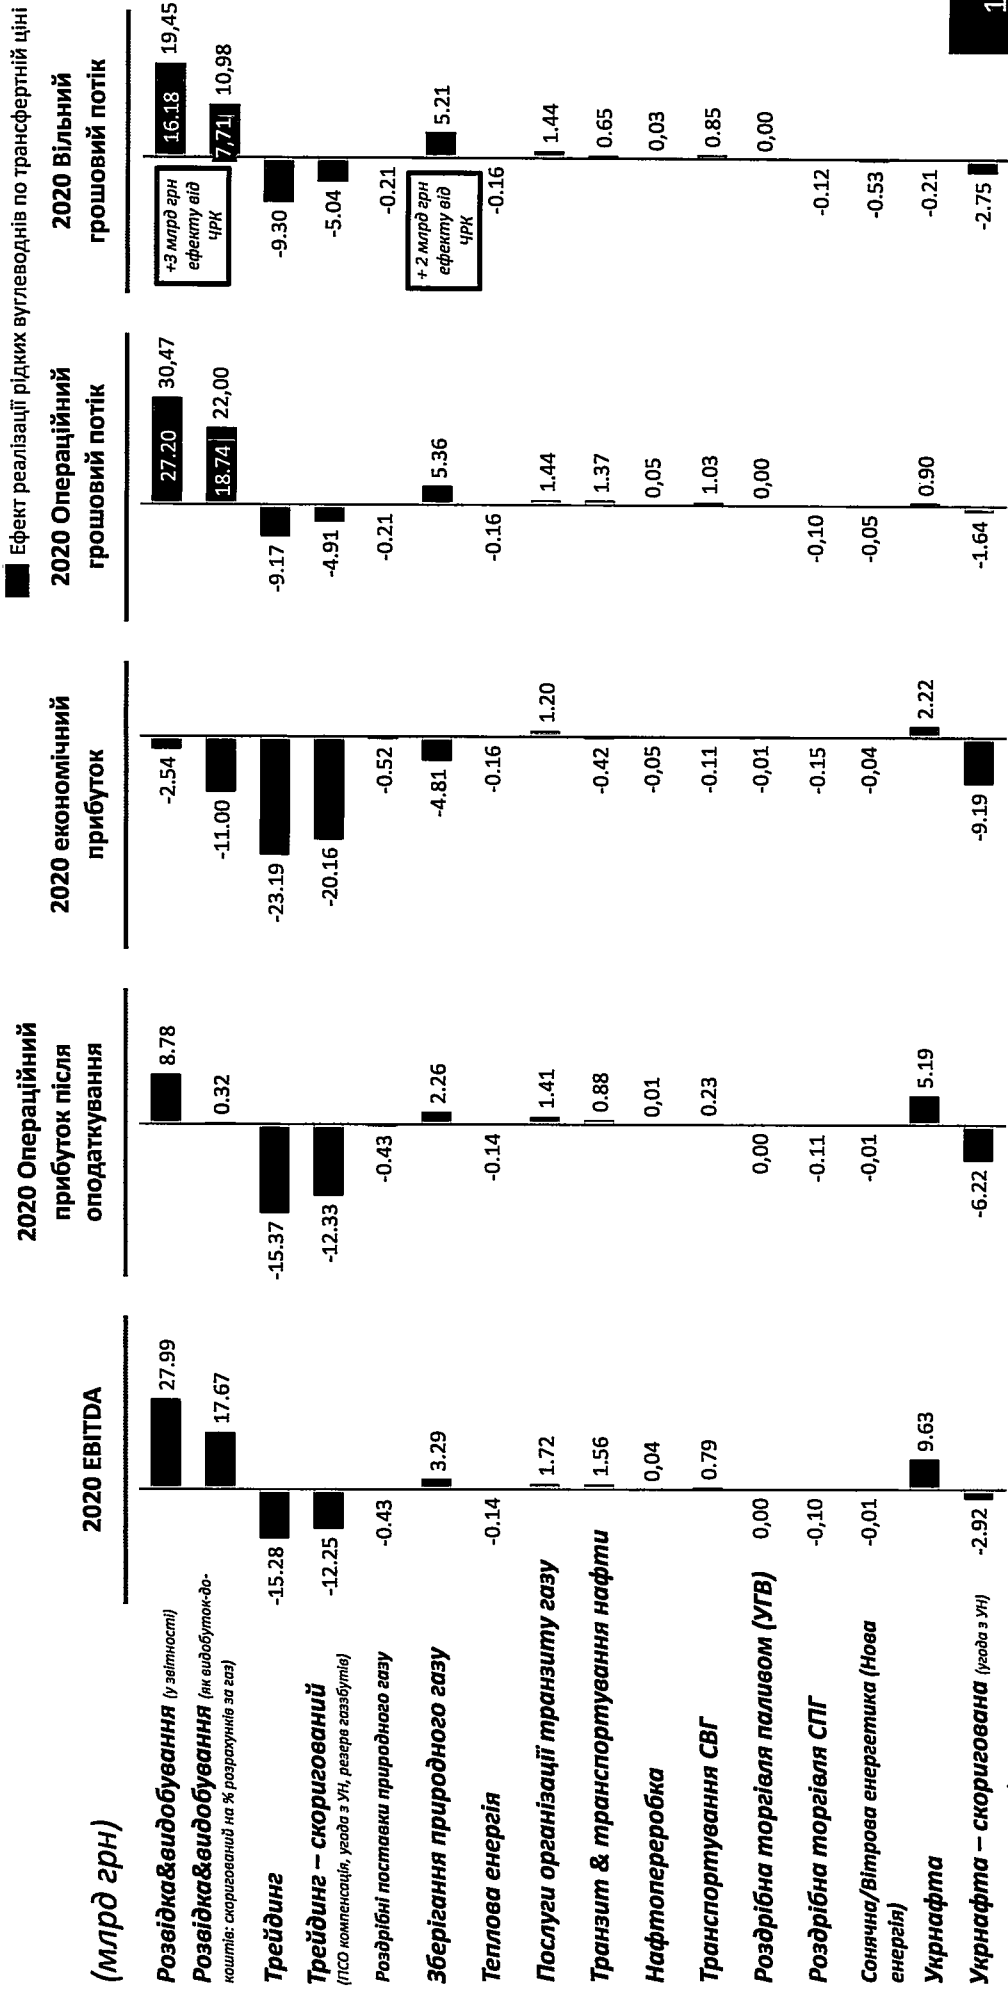 Ефект реалізації рідких вуглеводнів по трансфертній ціні
(млрд грн)
2020 EBITDA
2020 Операційний
прибуток після
оподаткування
2020 економічний
прибуток
2020 Операційний
грошовий потік
2020 Вільний
грошовий потік
Розвідка&видобування (у звітності)
27.99
8.78
-2.54
27.20
30,47
16.18
19,45
Розвідка&видобування (як видобуток-до-
коштів: скоригований на % розрахунків за газ)
17.67
0.32
-11.00
18.74
22,00
7,71
10,98
+3 млрд грн
ефекту від
ЧРК
Трейдинг
-15.28
-15.37
-23.19
-9.17
-9.30
Трейдинг – скоригований
(ПСО компенсація, угода з УН, резерв газзбутів)
-12.25
-12.33
-20.16
-4.91
-5.04
Роздрібні поставки природного газу
-0.43
-0.43
-0.52
-0.21
-0.21
Зберігання природного газу
3.29
2.26
-4.81
5.36
5.21
+ 2 млрд грн
ефекту від
ЧРК
Теплова енергія
-0.14
-0.14
-0.16
-0.16
-0.16
Послуги організації транзиту газу
1.72
1.41
1.20
1.44
1.44
Транзит & транспортування нафти
1.56
0.88
-0.42
1.37
0.65
Нафтопереробка
0,04
0,01
-0,05
0,05
0,03
Транспортування СВГ
0.79
0.23
-0.11
1.03
0.85
Роздрібна торгівля паливом (УГВ)
0,00
0,00
-0,01
0,00
0,00
Роздрібна торгівля СПГ
-0,10
-0.11
-0.15
-0,10
-0.12
Сонячна/Вітрова енергетика (Нова
енергія)
-0,01
-0,01
-0,04
-0,05
-0.53
Укрнафта
9.63
5.19
2.22
0.90
-0.21
Укрнафта – скоригована (угода з УН)
-2.92
-6.22
-9.19
-1.64
-2.75
1